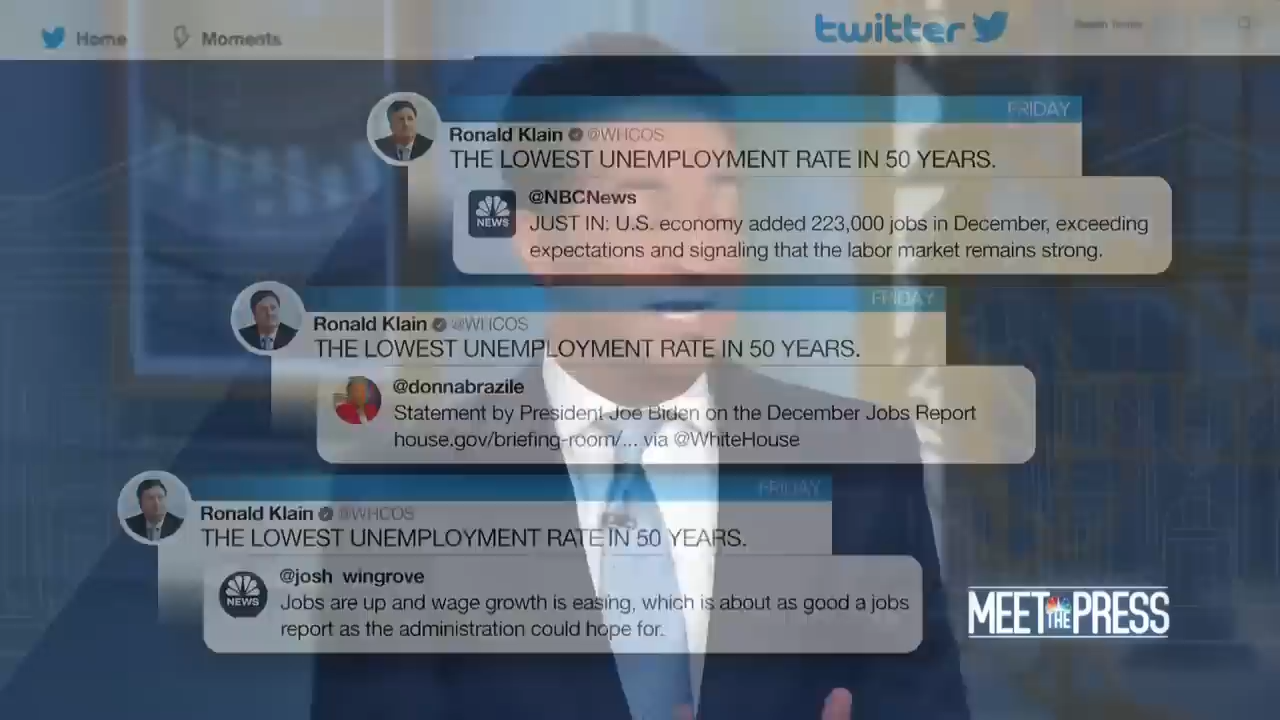 Home
Moments
twitter
FRIDAY
Ronald Klain @WHCOS
THE LOWEST UNEMPLOYMENT RATE IN 50 YEARS.
@NBCNews
NEWS
JUST IN: U.S. economy added 223,000 jobs in December, exceeding
expectations and signaling that the labor market remains strong.
FRIDAY
Ronald Klain @WHCOS
THE LOWEST UNEMPLOYMENT RATE IN 50 YEARS.
@donnabrazile
Statement by President Joe Biden on the December Jobs Report
house.gov/briefing-room/... via @WhiteHouse
FRIDAY
Ronald Klain @WHCOS
THE LOWEST UNEMPLOYMENT RATE IN 50 YEARS.
@josh wingrove
NEWS
Jobs are up and wage growth is easing, which is about as good a jobs
report as the administration could hope for.
MEET THE PRESS